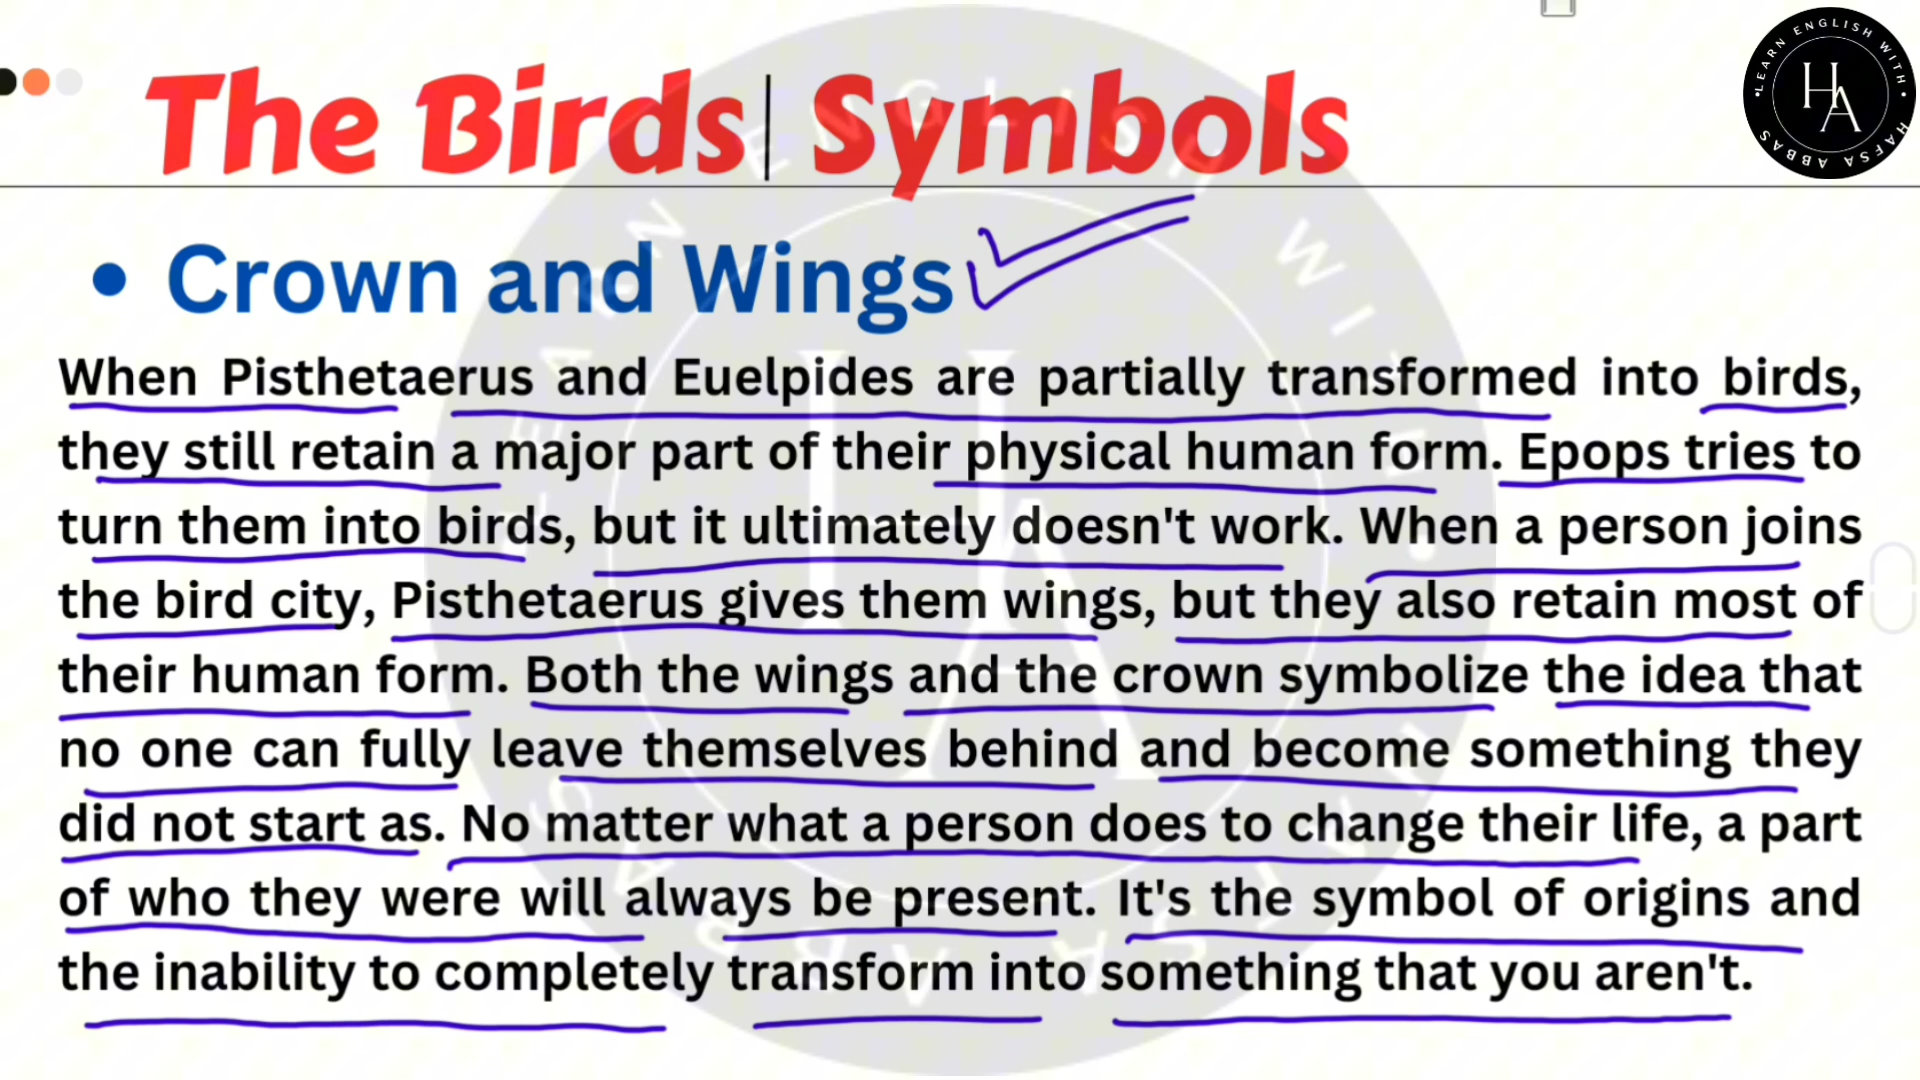 The Birds| Symbols
LEARN ENGLISH WITH
HA
HAFSA ABBAS
• Crown and Wings
When Pisthetaerus and Euelpides are partially transformed into birds,
they still retain a major part of their physical human form. Epops tries to
turn them into birds, but it ultimately doesn't work. When a person joins
the bird city, Pisthetaerus gives them wings, but they also retain most of
their human form. Both the wings and the crown symbolize the idea that
no one can fully leave themselves behind and become something they
did not start as. No matter what a person does to change their life, a part
of who they were will always be present. It's the symbol of origins and
the inability to completely transform into something that you aren't.